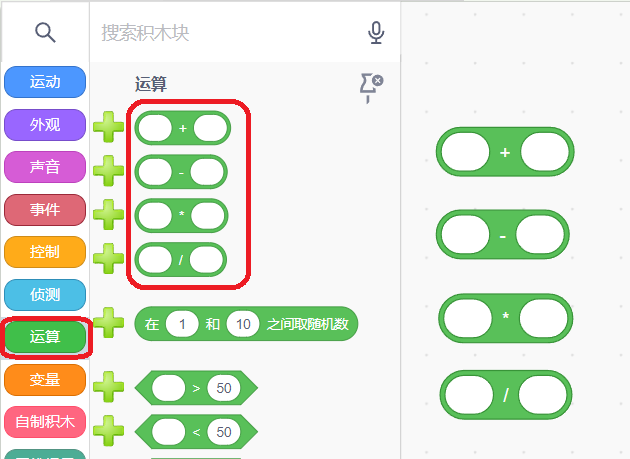 搜索积木块
运动
外观
声音
事件
控制
侦测
运算
变量
自制积木
运算
+
-
*
/
在 1 和 10 之间取随机数
> 50
< 50
+
-
*
/